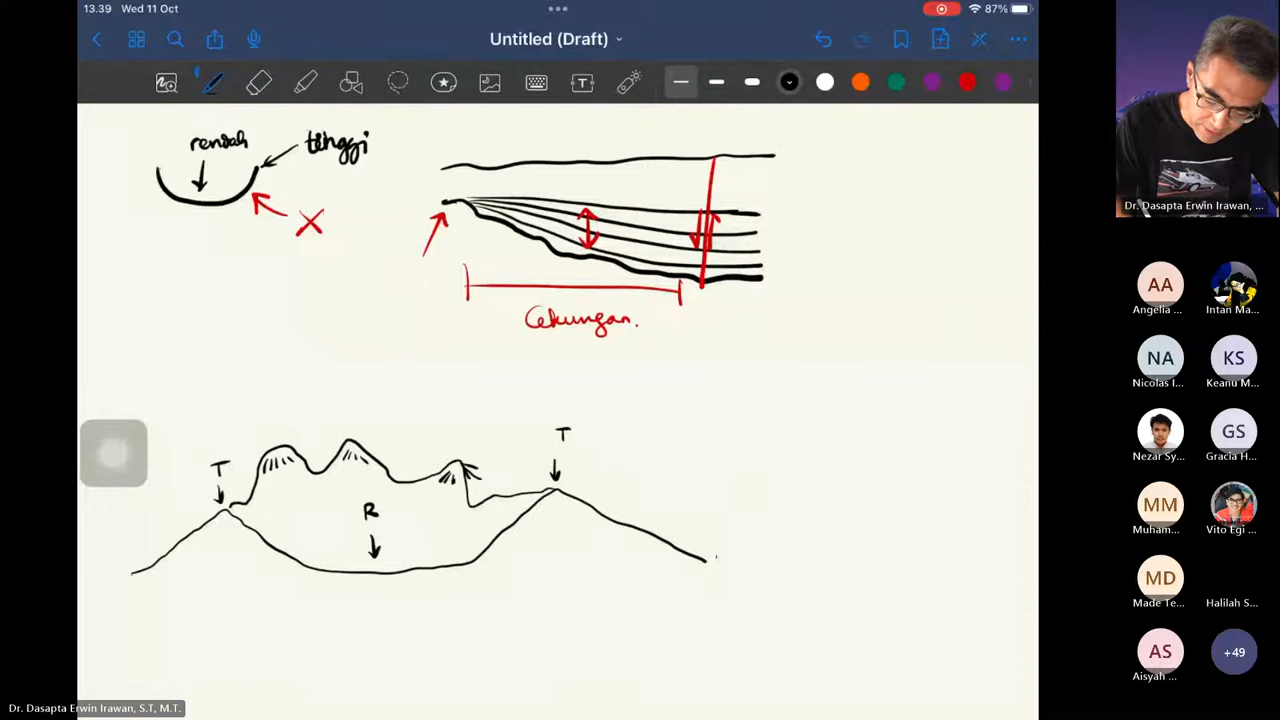 13.39 Wed 11 Oct
87%
Untitled (Draft)
T
rendah
tinggi
X
Cekungan.
T
T
R
Dr. Dasapta Erwin Irawan, ...
AA
Angelia ...
Intan Ma...
NA
Nicolas I...
KS
Keanu M...
Nezar Sy...
GS
Gracia H...
MM
Muham...
Vito Egi ...
MD
Made Te...
Halilah S...
AS
Aisyah ...
+49
Dr. Dasapta Erwin Irawan, S.T, M.T.